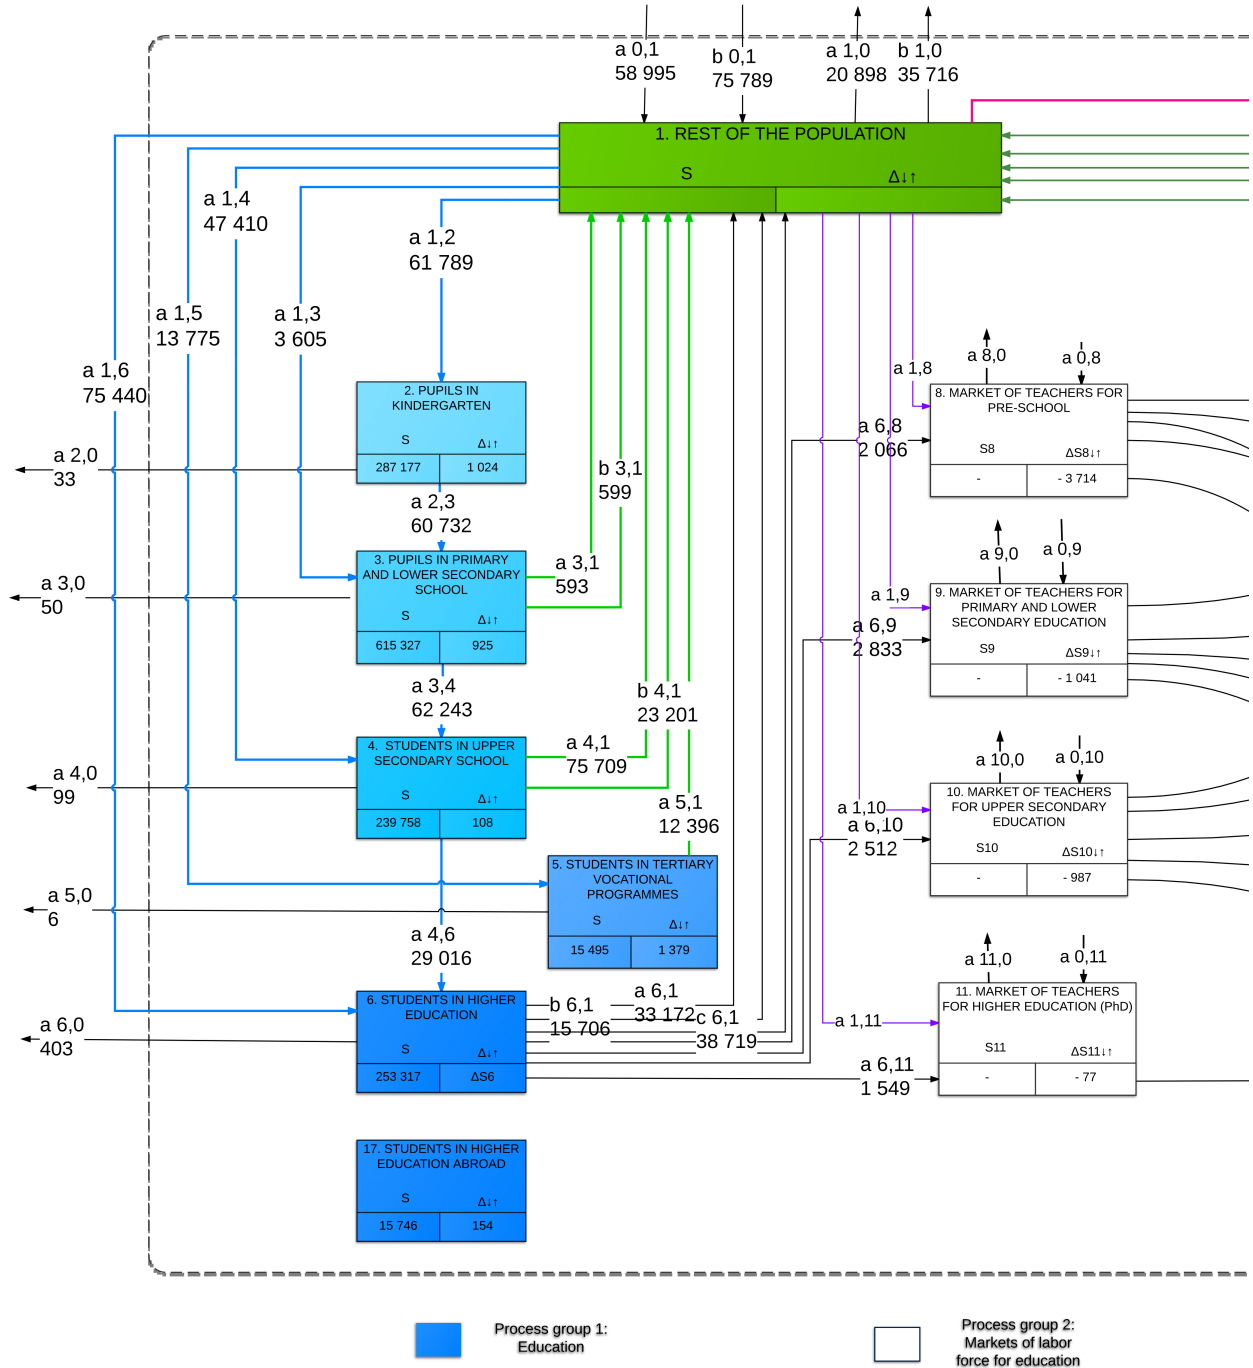 a 0,1
58 995
b 0,1
75 789
a 1,0
20 898
b 1,0
35 716
1. REST OF THE POPULATION
S
Δ↓↑
a 1,4
47 410
a 1,2
61 789
a 1,5
13 775
a 1,3
3 605
a 1,6
75 440
2. PUPILS IN
KINDERGARTEN
S
Δ↓↑
287 177
1 024
a 2,0
33
a 2,3
60 732
b 3,1
599
3. PUPILS IN PRIMARY
AND LOWER SECONDARY
SCHOOL
S
Δ↓↑
615 327
925
a 3,1
593
a 3,0
50
a 3,4
62 243
b 4,1
23 201
4. STUDENTS IN UPPER
SECONDARY SCHOOL
S
Δ↓↑
239 758
108
a 4,1
75 709
a 4,0
99
a 5,1
12 396
5. STUDENTS IN TERTIARY
VOCATIONAL
PROGRAMMES
S
Δ↓↑
15 495
1 379
a 5,0
6
a 4,6
29 016
6. STUDENTS IN HIGHER
EDUCATION
S
Δ↓↑
253 317
ΔS6
b 6,1
15 706
a 6,1
33 172
c 6,1
38 719
a 6,0
403
17. STUDENTS IN HIGHER
EDUCATION ABROAD
S
Δ↓↑
15 746
154
a 8,0
a 0,8
a 1,8
8. MARKET OF TEACHERS FOR
PRE-SCHOOL
S8
ΔS8↓↑
-
- 3 714
a 6,8
2 066
a 9,0
a 0,9
a 1,9
9. MARKET OF TEACHERS FOR
PRIMARY AND LOWER
SECONDARY EDUCATION
S9
ΔS9↓↑
-
- 1 041
a 6,9
2 833
a 10,0
a 0,10
10. MARKET OF TEACHERS
FOR UPPER SECONDARY
EDUCATION
S10
ΔS10↓↑
-
- 987
a 1,10
a 6,10
2 512
a 11,0
a 0,11
11. MARKET OF TEACHERS
FOR HIGHER EDUCATION (PhD)
S11
ΔS11↓↑
-
- 77
a 1,11
a 6,11
1 549
Process group 1:
Education
Process group 2:
Markets of labor
force for education